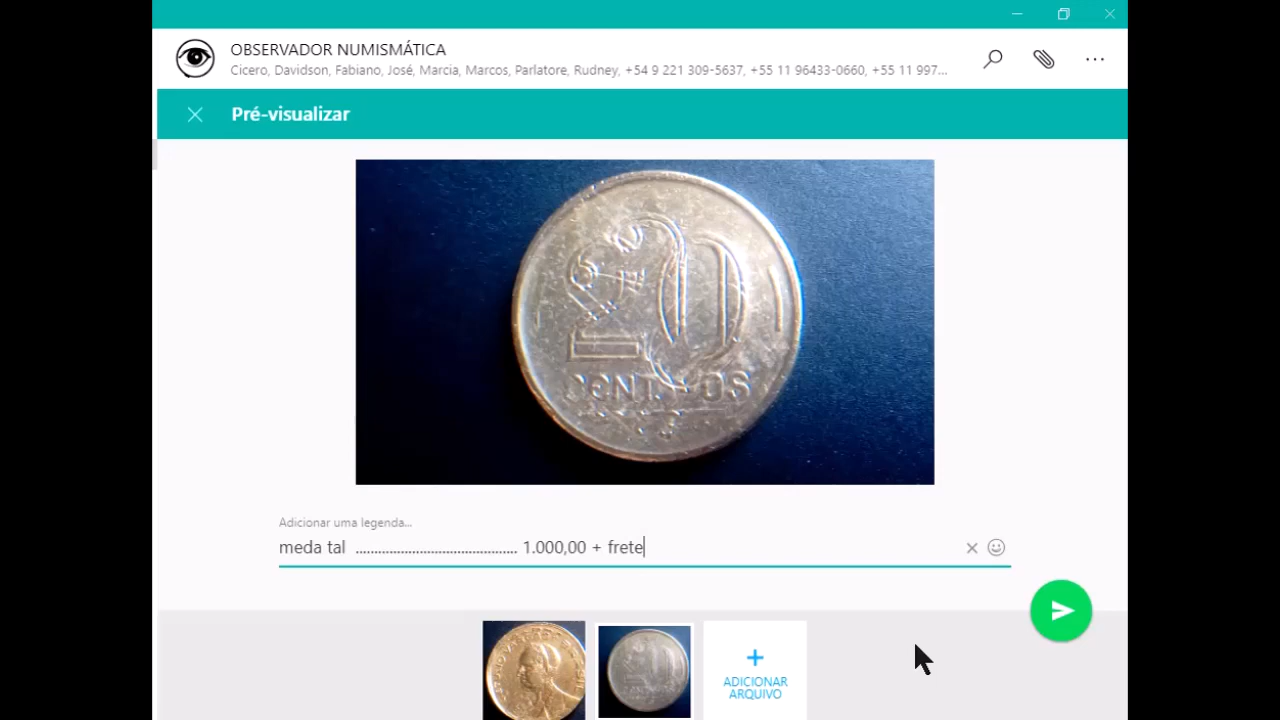 OBSERVADOR NUMISMÁTICA
Cicero, Davidson, Fabiano, José, Marcia, Marcos, Parlatore, Rudney, +54 9 221 309-5637, +55 11 96433-0660, +55 11 997...
Pré-visualizar
20
Adicionar uma legenda...
meda tal ........................................... 1.000,00 + frete
ADICIONAR
ARQUIVO